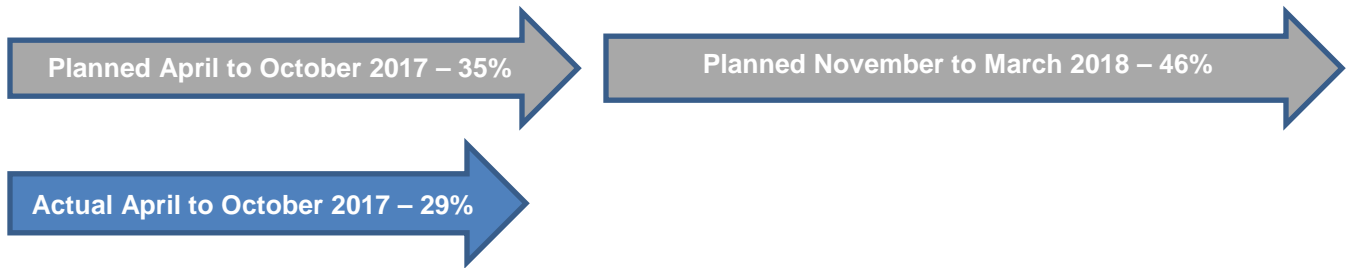 Planned April to October 2017 – 35%
Planned November to March 2018 – 46%
Actual April to October 2017 – 29%